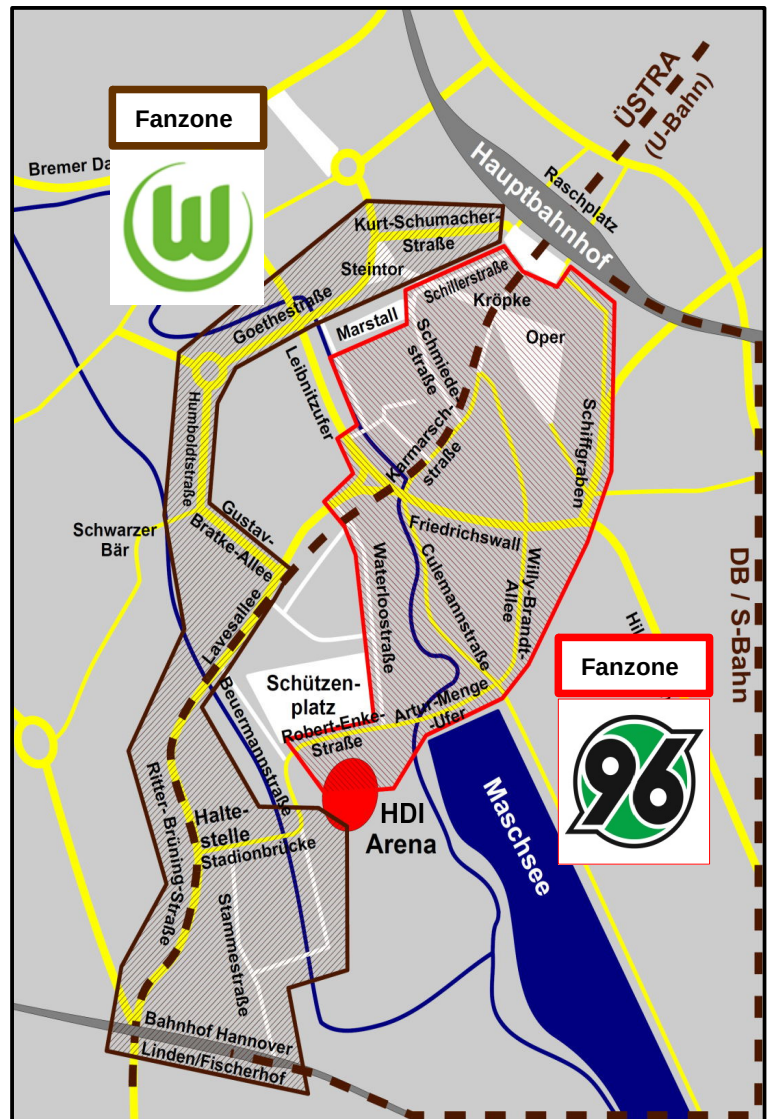 ÜSTRA
(U-Bahn)
Fanzone
Bremer Da
W
Hauptbahnhof
Raschplatz
Kurt-Schumacher-
Straße
Steintor
Schillerstraße
Kröpke
Goethestraße
Marstall
Oper
Leibnitzufer
Schmiede-
straße
Humboldtstraße
Karmarsch-
straße
Schiffgraben
Gustav-
Bratke-Allee
Schwarzer
Bär
Friedrichswall
Waterloostraße
Culemannstraße
Willy-Brandt-
Allee
DB / S-Bahn
Lavesallee
Hil
Fanzone
Beuermannstraße
Schützen-
platz
Robert-Enke-
Straße
Artur-Menge
-Ufer
96
Ritter-Brüning-Straße
Halte-
stelle
Stadionbrücke
HDI
Arena
Maschsee
Stammestraße
Bahnhof Hannover
Linden/Fischerhof